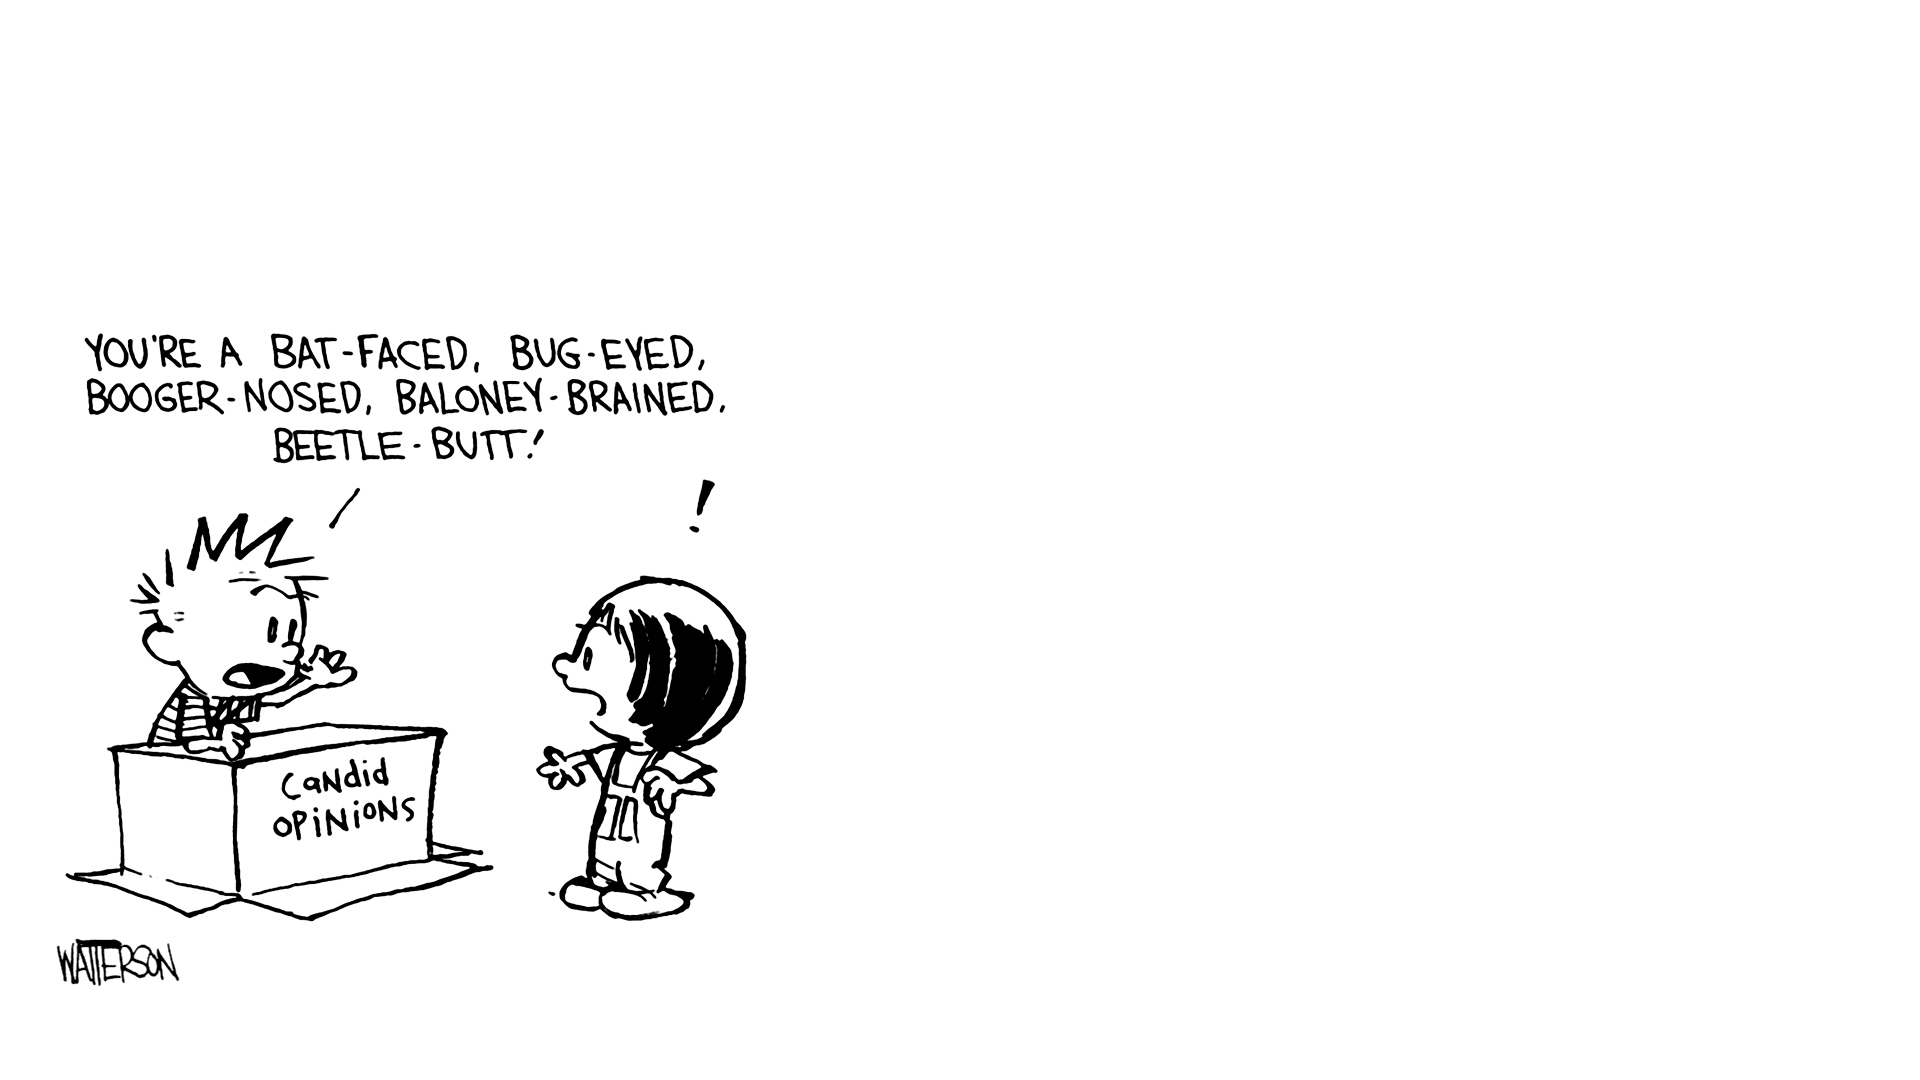 YOU'RE A BAT-FACED, BUG-EYED,
BOOGER-NOSED, BALONEY-BRAINED,
BEETLE-BUTT!
!
CANdid
OPiNiONS
WATTERSON